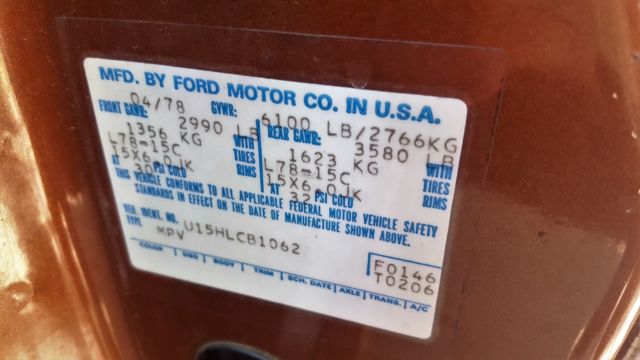 MFD. BY FORD MOTOR CO. IN U.S.A.
04/78 GVWR: 6100 LB/2766KG
FRONT GAWR: 2990 LB REAR GAWR: 3580 LB
1356 KG WITH 1623 KG WITH
L78-15C TIRES L78-15C TIRES
15X6.0JK RIMS 15X6.0JK RIMS
AT 30 PSI COLD AT 32 PSI COLD
THIS VEHICLE CONFORMS TO ALL APPLICABLE FEDERAL MOTOR VEHICLE SAFETY
STANDARDS IN EFFECT ON THE DATE OF MANUFACTURE SHOWN ABOVE.
VEH. IDENT. NO. U15HLCB1062
TYPE MPV
F0146
T0206
COLOR DSO BODY TRIM SCH. DATE AXLE TRANS. A/C